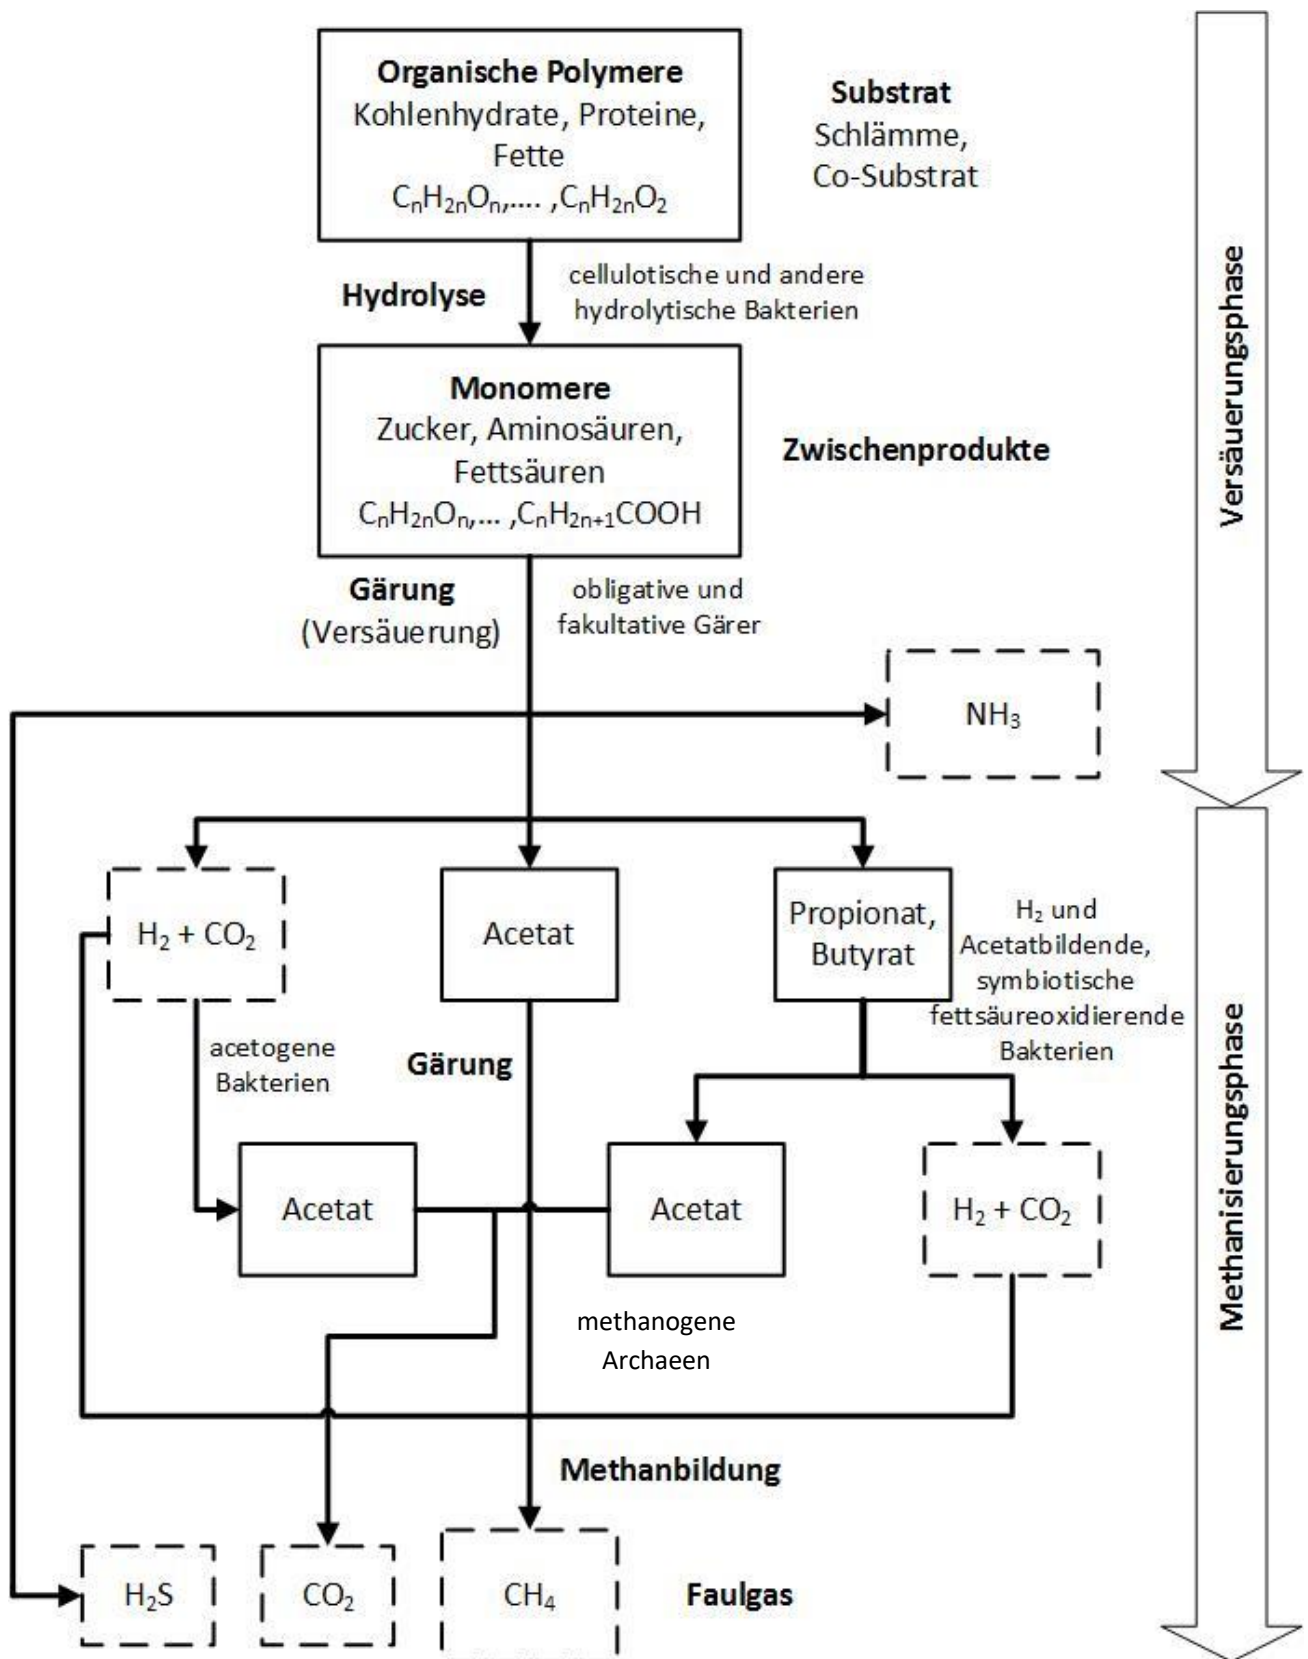 Organische Polymere
Kohlenhydrate, Proteine,
Fette
CₙH₂ₙOₙ,.... ,CₙH₂ₙO₂
Substrat
Schlämme,
Co-Substrat
Hydrolyse
cellulotische und andere
hydrolytische Bakterien
Versäuerungsphase
Monomere
Zucker, Aminosäuren,
Fettsäuren
CₙH₂ₙOₙ,... ,CₙH₂ₙ₊₁COOH
Zwischenprodukte
Gärung
(Versäuerung)
obligative und
fakultative Gärer
NH₃
H₂ + CO₂
Acetat
Propionat,
Butyrat
H₂ und
Acetatbildende,
symbiotische
fettsäureoxidierende
Bakterien
acetogene
Bakterien
Gärung
Methanisierungsphase
Acetat
Acetat
H₂ + CO₂
methanogene
Archaeen
Methanbildung
H₂S
CO₂
CH₄
Faulgas